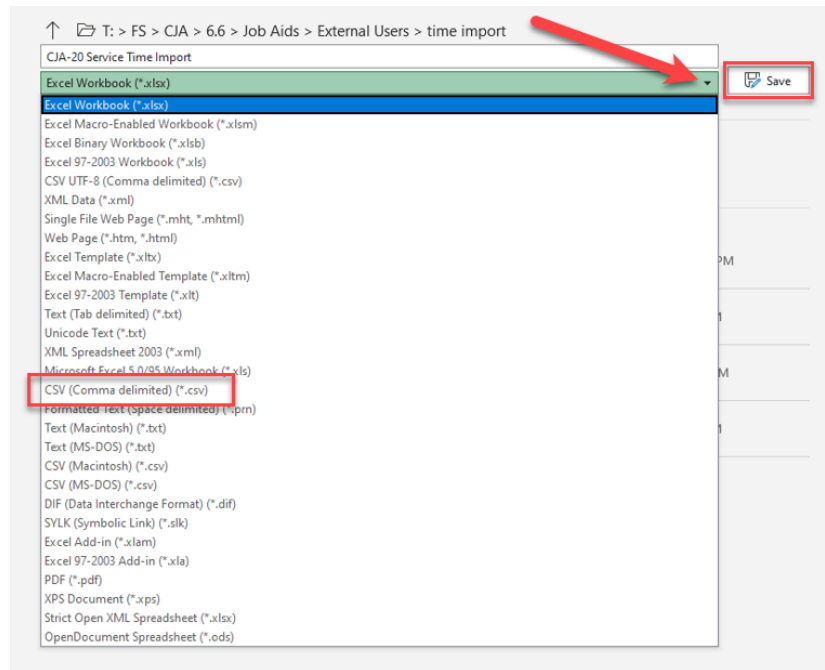 ↑ T: > FS > CJA > 6.6 > Job Aids > External Users > time import
CJA-20 Service Time Import
Excel Workbook (*.xlsx)
Save
Excel Workbook (*.xlsx)
Excel Macro-Enabled Workbook (*.xlsm)
Excel Binary Workbook (*.xlsb)
Excel 97-2003 Workbook (*.xls)
CSV UTF-8 (Comma delimited) (*.csv)
XML Data (*.xml)
Single File Web Page (*.mht, *.mhtml)
Web Page (*.htm, *.html)
Excel Template (*.xltx)
PM
Excel Macro-Enabled Template (*.xltm)
Excel 97-2003 Template (*.xlt)
Text (Tab delimited) (*.txt)
Unicode Text (*.txt)
XML Spreadsheet 2003 (*.xml)
Microsoft Excel 5.0/95 Workbook (*.xls)
M
CSV (Comma delimited) (*.csv)
Formatted Text (Space delimited) (*.prn)
Text (Macintosh) (*.txt)
Text (MS-DOS) (*.txt)
CSV (Macintosh) (*.csv)
CSV (MS-DOS) (*.csv)
DIF (Data Interchange Format) (*.dif)
SYLK (Symbolic Link) (*.slk)
Excel Add-in (*.xlam)
Excel 97-2003 Add-in (*.xla)
PDF (*.pdf)
XPS Document (*.xps)
Strict Open XML Spreadsheet (*.xlsx)
OpenDocument Spreadsheet (*.ods)